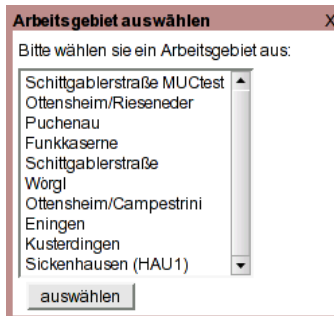 Arbeitsgebiet auswählen X
Bitte wählen sie ein Arbeitsgebiet aus:
Schittgablerstraße MUCtest
Ottensheim/Rieseneder
Puchenau
Funkkaserne
Schittgablerstraße
Wörgl
Ottensheim/Campestrini
Eningen
Kusterdingen
Sickenhausen (HAU1)
auswählen